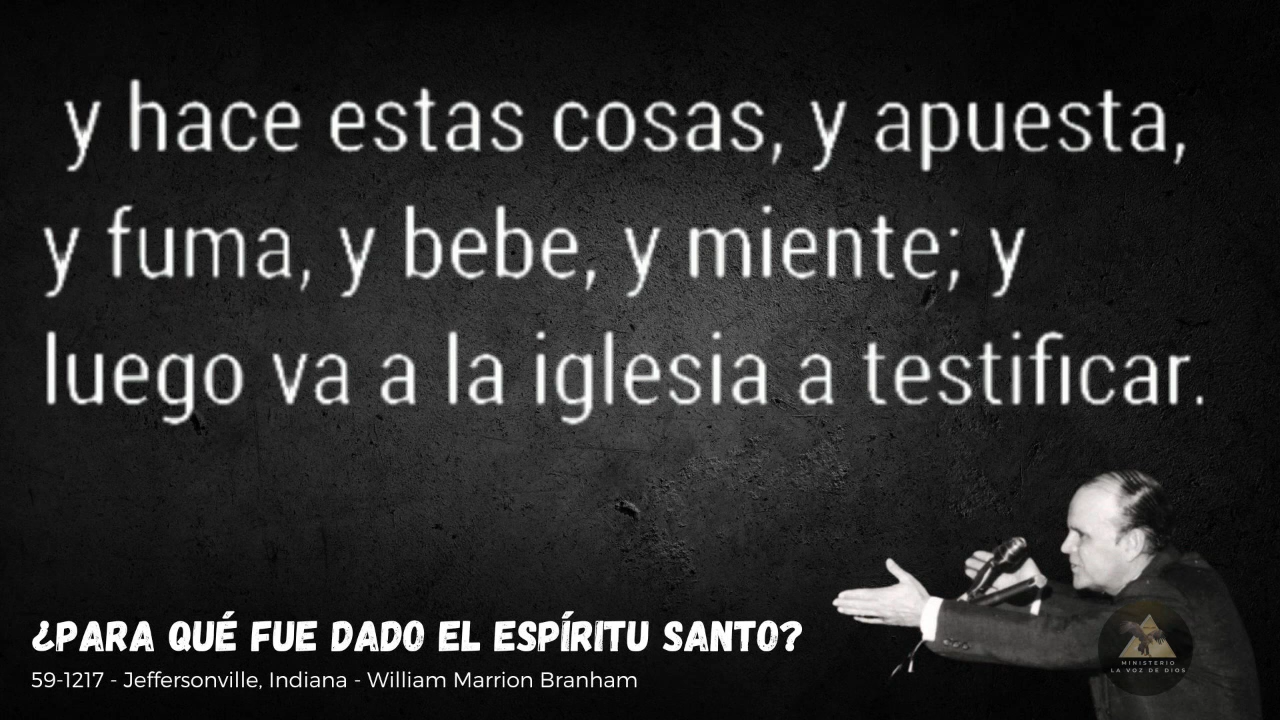 y hace estas cosas, y apuesta,
y fuma, y bebe, y miente; y
luego va a la iglesia a testificar.
¿PARA QUÉ FUE DADO EL ESPÍRITU SANTO?
59-1217 - Jeffersonville, Indiana - William Marrion Branham
MINISTERIO
LA VOZ DE DIOS